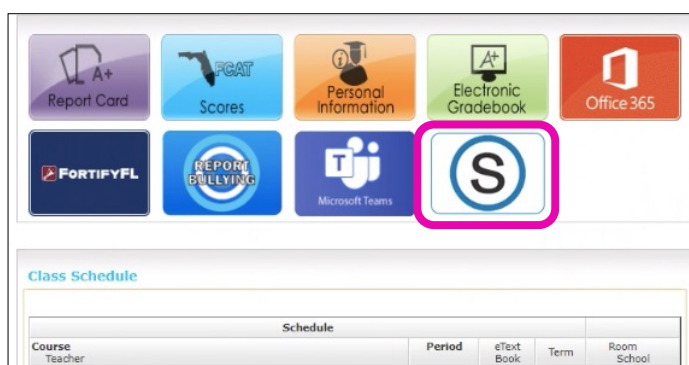 A+
Report Card
FCAT
Scores
Personal
Information
A+
Electronic
Gradebook
Office 365
FORTIFYFL
REPORT
BULLYING
T
Microsoft Teams
S
Class Schedule
Schedule
Course
Teacher
Period
eText
Book
Term
Room
School